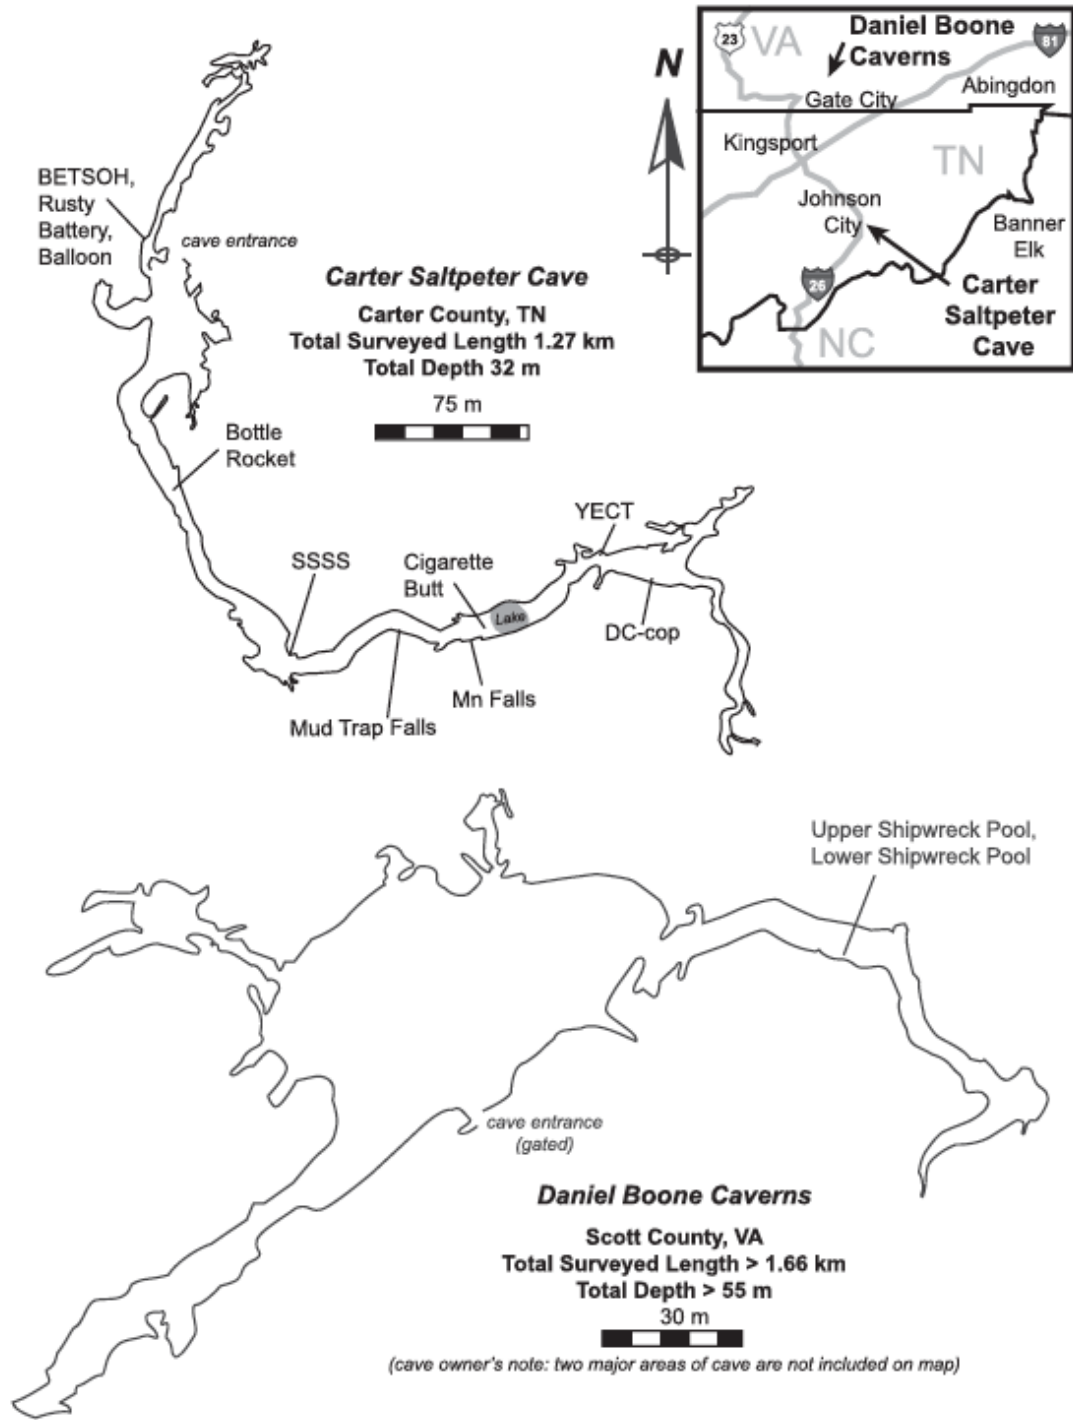 23
VA
Daniel Boone
Caverns
81
N
Gate City
Abingdon
Kingsport
TN
Johnson
City
Banner
Elk
26
NC
Carter
Saltpeter
Cave
BETSOH,
Rusty
Battery,
Balloon
cave entrance
Carter Saltpeter Cave
Carter County, TN
Total Surveyed Length 1.27 km
Total Depth 32 m
75 m
Bottle
Rocket
SSSS
Cigarette
Butt
YECT
Lake
DC-cop
Mn Falls
Mud Trap Falls
Upper Shipwreck Pool,
Lower Shipwreck Pool
cave entrance
(gated)
Daniel Boone Caverns
Scott County, VA
Total Surveyed Length > 1.66 km
Total Depth > 55 m
30 m
(cave owner's note: two major areas of cave are not included on map)